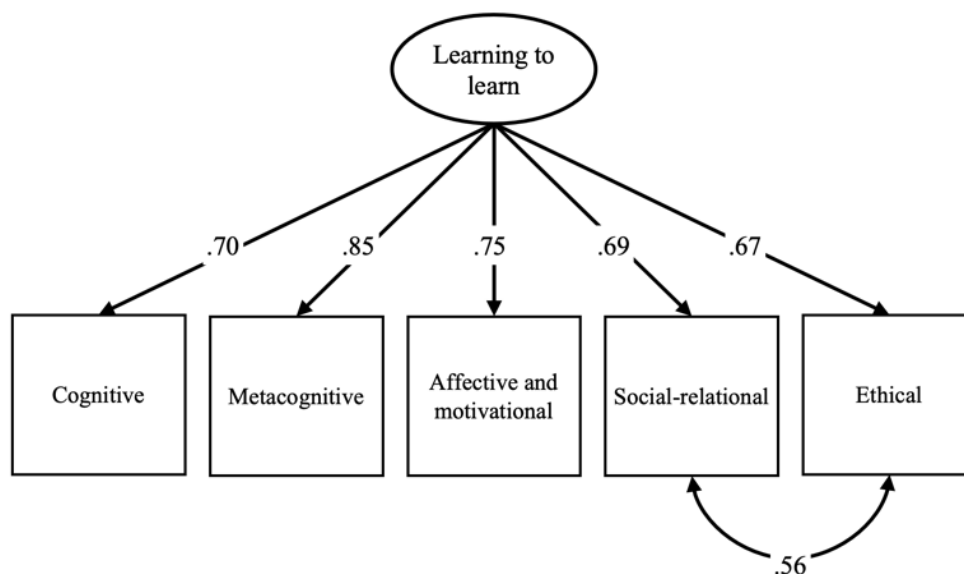 Learning to
learn
.70
.85
.75
.69
.67
Cognitive
Metacognitive
Affective and
motivational
Social-relational
Ethical
.56